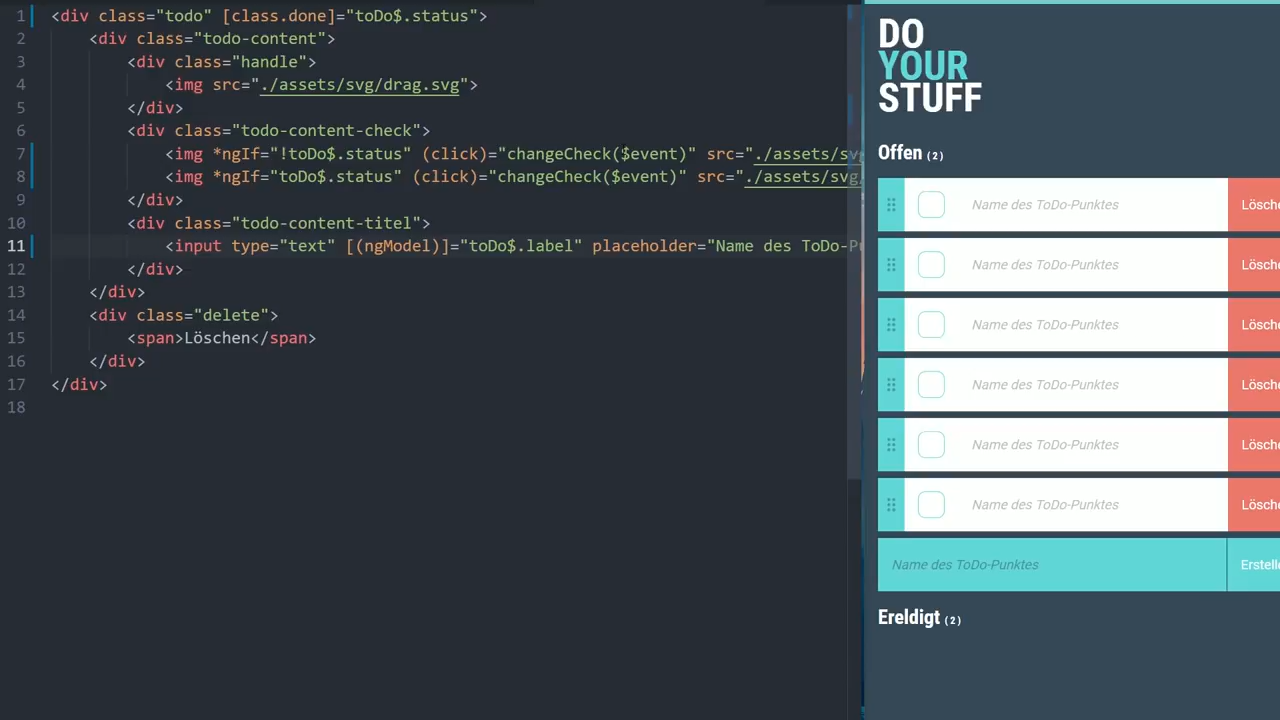 1 <div class="todo" [class.done]="toDo$.status">
2 <div class="todo-content">
3 <div class="handle">
4 <img src="./assets/svg/drag.svg">
5 </div>
6 <div class="todo-content-check">
7 <img *ngIf="!toDo$.status" (click)="changeCheck($event)" src="./assets/sv
8 <img *ngIf="toDo$.status" (click)="changeCheck($event)" src="./assets/svg
9 </div>
10 <div class="todo-content-titel">
11 <input type="text" [(ngModel)]="toDo$.label" placeholder="Name des ToDo-Pu
12 </div>
13 </div>
14 <div class="delete">
15 <span>Löschen</span>
16 </div>
17 </div>
18
DO
YOUR
STUFF
Offen (2)
Name des ToDo-Punktes Lösche
Name des ToDo-Punktes Lösche
Name des ToDo-Punktes Lösche
Name des ToDo-Punktes Lösche
Name des ToDo-Punktes Lösche
Name des ToDo-Punktes Lösche
Name des ToDo-Punktes Erstelle
Ereldigt (2)